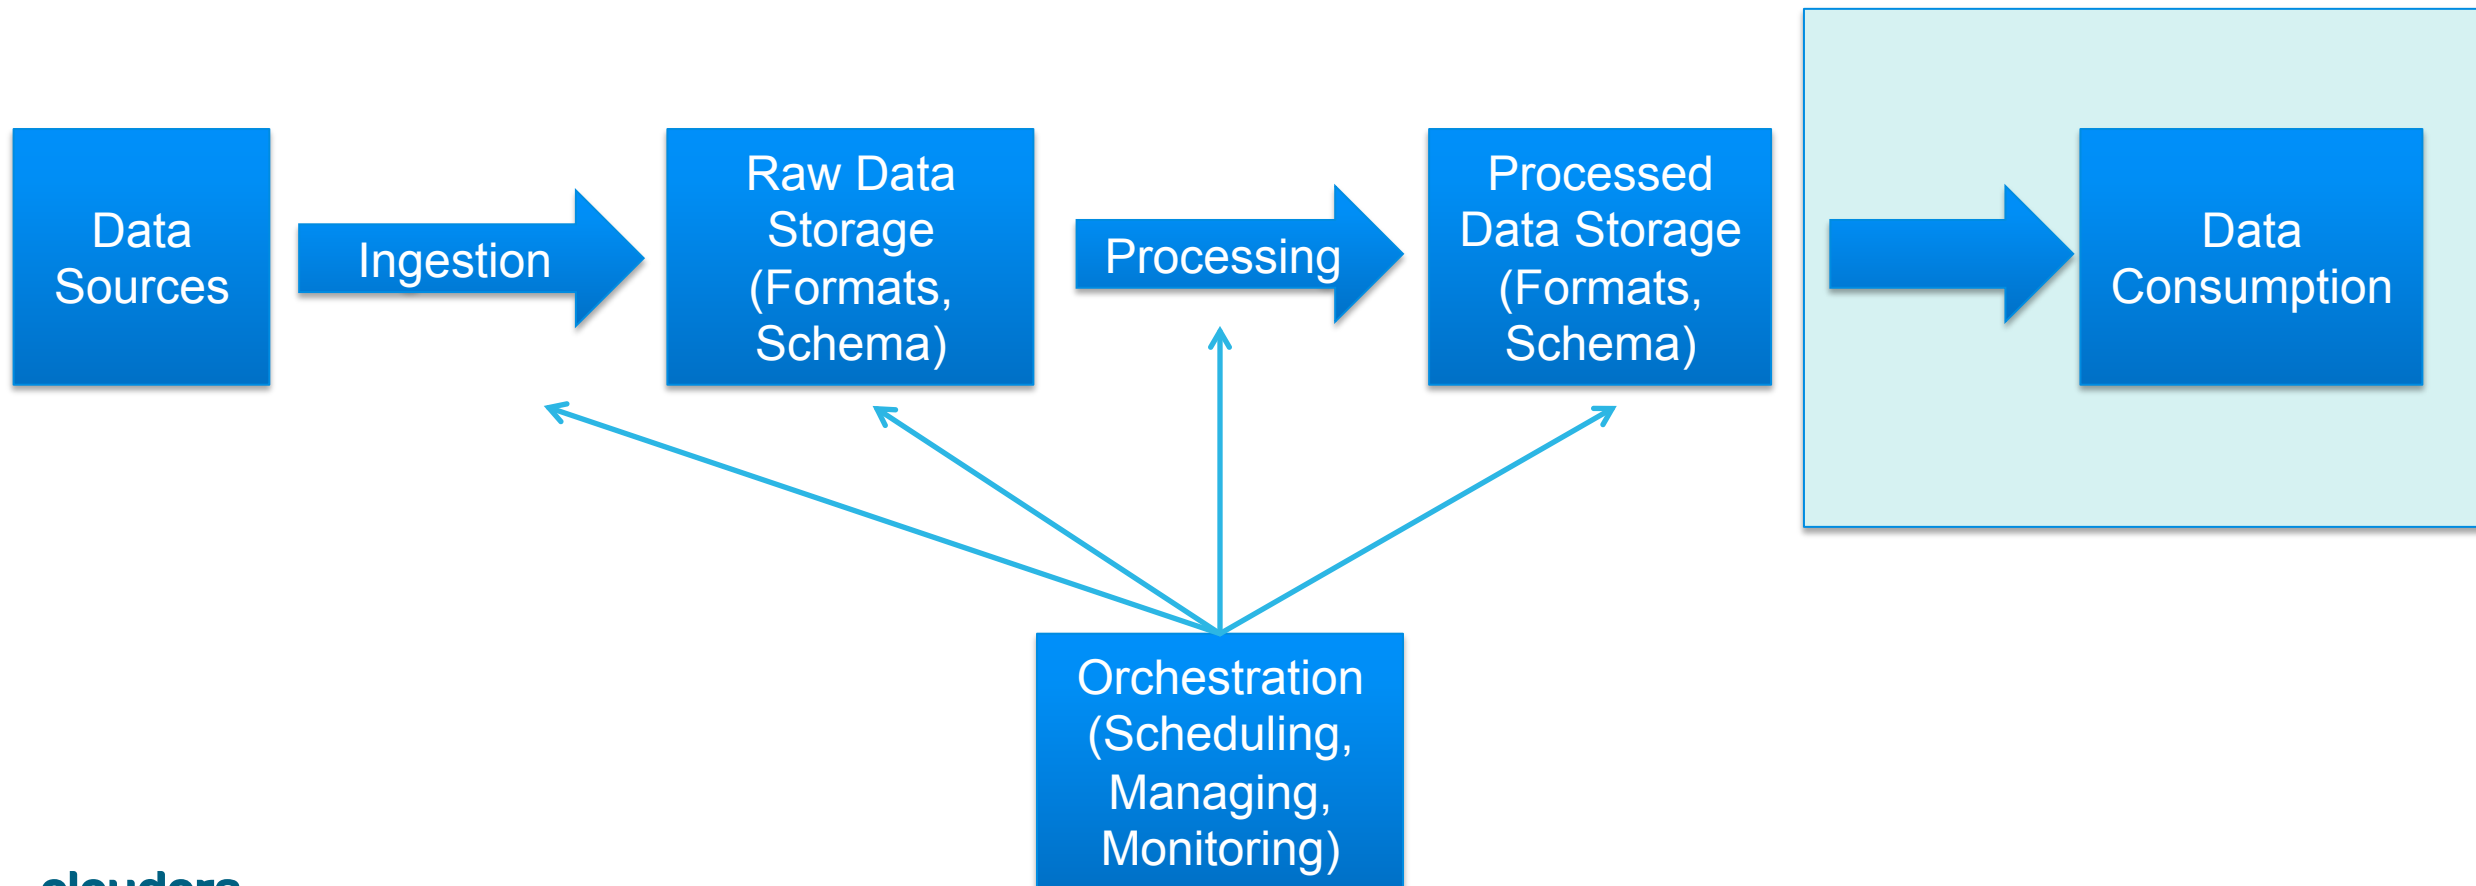 Data
Sources
Ingestion
Raw Data
Storage
(Formats,
Schema)
Processing
Processed
Data Storage
(Formats,
Schema)
Data
Consumption
Orchestration
(Scheduling,
Managing,
Monitoring)
cloudera